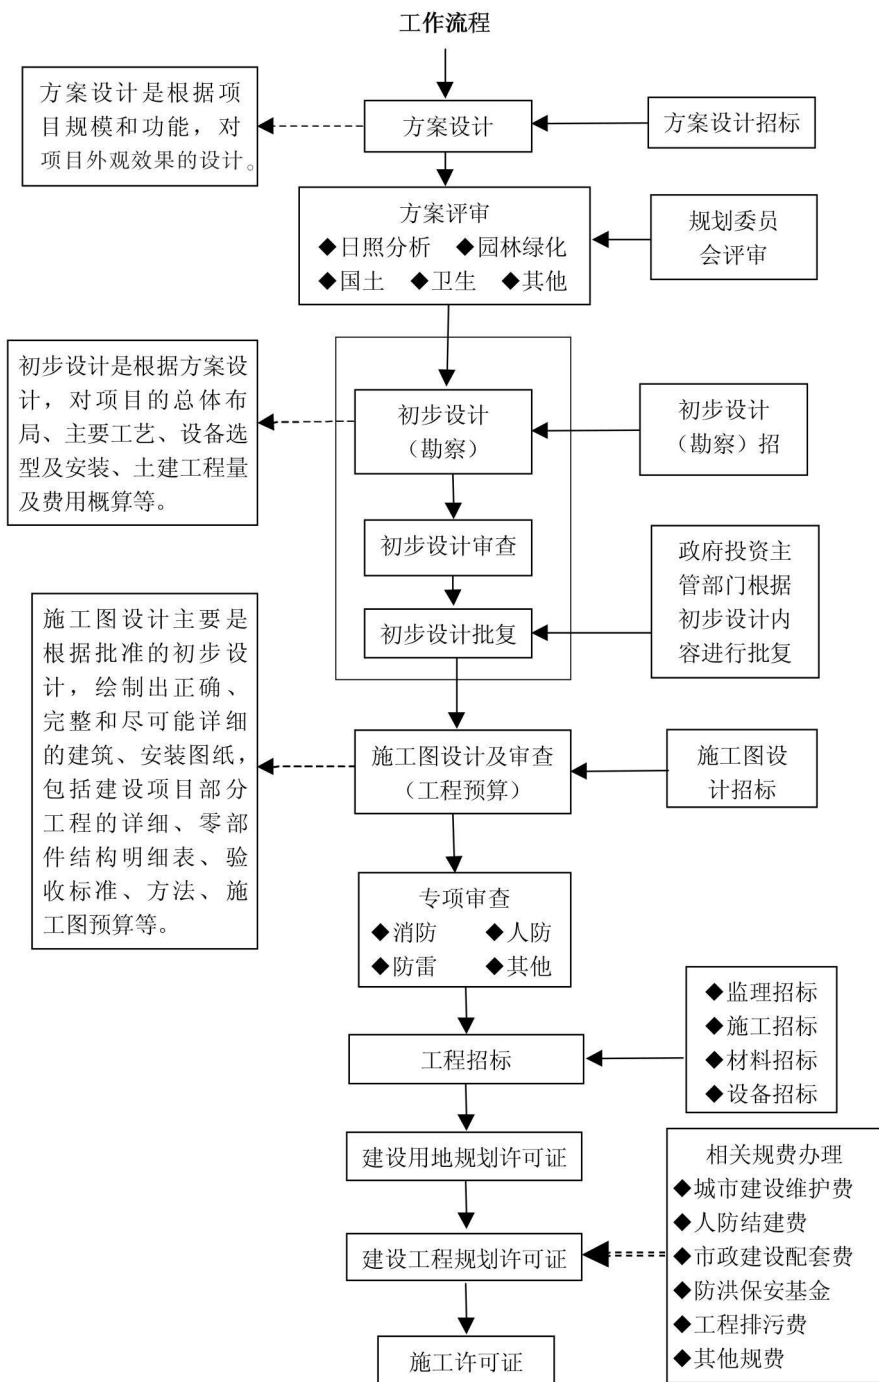 工作流程
方案设计是根据项
目规模和功能，对
项目外观效果的设计。
方案设计
方案设计招标
方案评审
◆日照分析 ◆园林绿化
◆国土 ◆卫生 ◆其他
规划委员
会评审
初步设计是根据方案设
计，对项目的总体布
局、主要工艺、设备选
型及安装、土建工程量
及费用概算等。
初步设计
（勘察）
初步设计
（勘察）招
初步设计审查
初步设计批复
政府投资主
管部门根据
初步设计内
容进行批复
施工图设计主要是
根据批准的初步设
计，绘制出正确、
完整和尽可能详细
的建筑、安装图纸，
包括建设项目部分
工程的详细、零部
件结构明细表、验
收标准、方法、施
工图预算等。
施工图设计及审查
（工程预算）
施工图设
计招标
专项审查
◆消防 ◆人防
◆防雷 ◆其他
工程招标
◆监理招标
◆施工招标
◆材料招标
◆设备招标
建设用地规划许可证
建设工程规划许可证
相关规费办理
◆城市建设维护费
◆人防结建费
◆市政建设配套费
◆防洪保安基金
◆工程排污费
◆其他规费
施工许可证